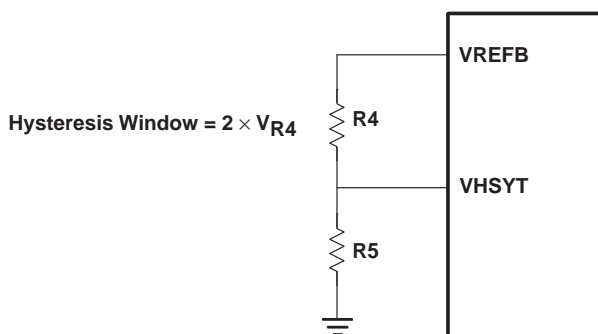 VREFB
R4
Hysteresis Window = 2 × VR4
VHSYT
R5